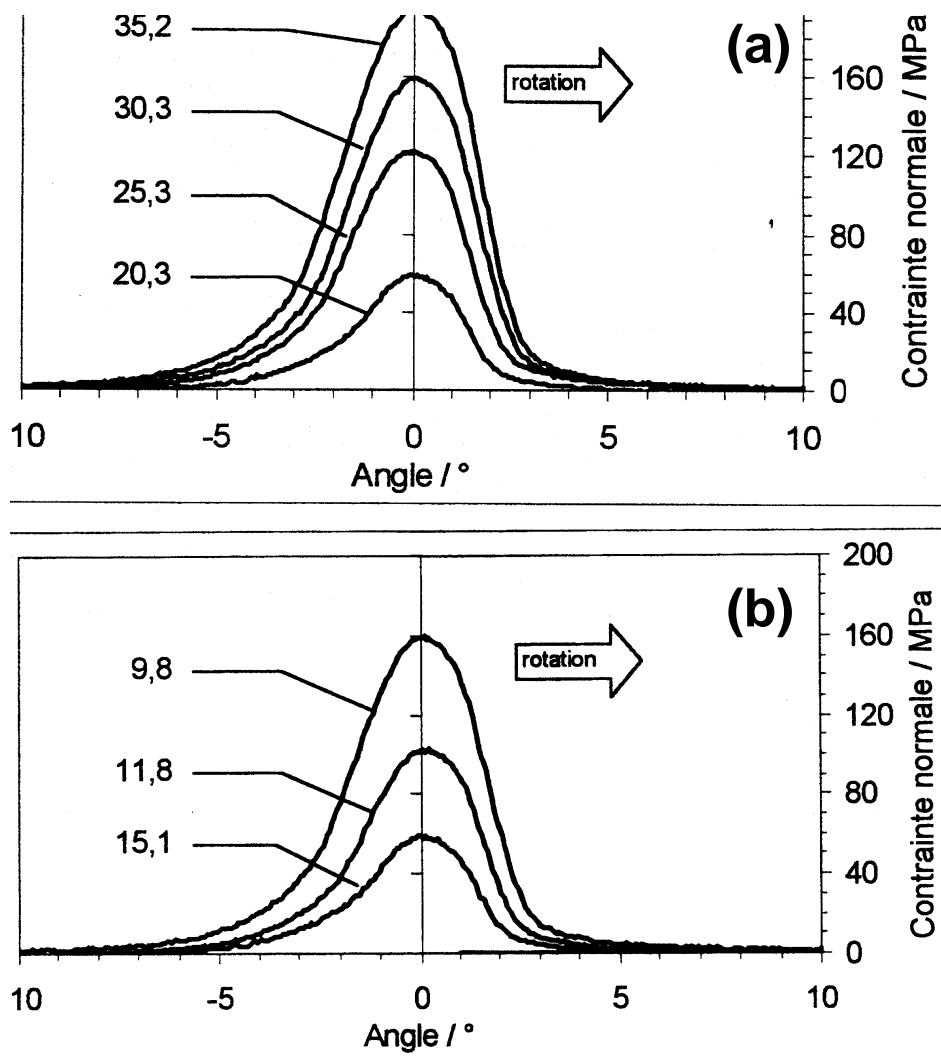 35,2
(a)
160
rotation
30,3
120
25,3
80
20,3
40
0
Contrainte normale / MPa
10 -5 0 5 10
Angle / °
200
(b)
160
rotation
9,8
120
11,8
80
15,1
40
0
Contrainte normale / MPa
10 -5 0 5 10
Angle / °